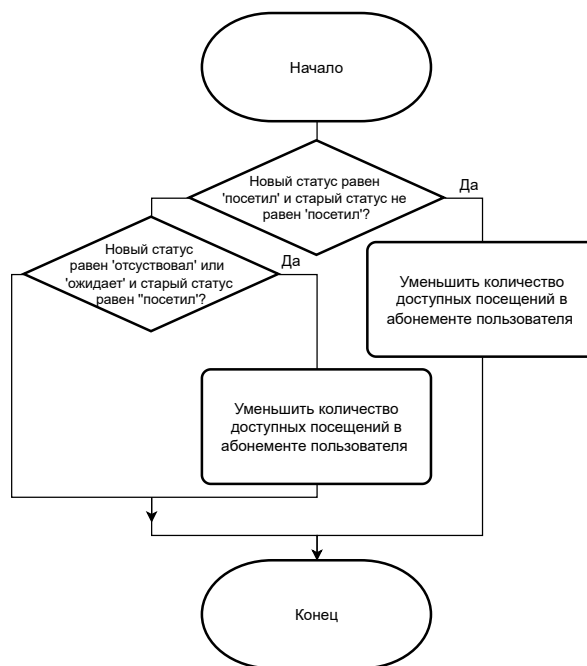 Начало
Новый статус равен
'посетил' и старый статус не
равен 'посетил'?
Да
Новый статус
равен 'отсуствовал' или
'ожидает' и старый статус
равен "посетил'?
Да
Уменьшить количество
доступных посещений в
абонементе пользователя
Уменьшить количество
доступных посещений в
абонементе пользователя
Конец